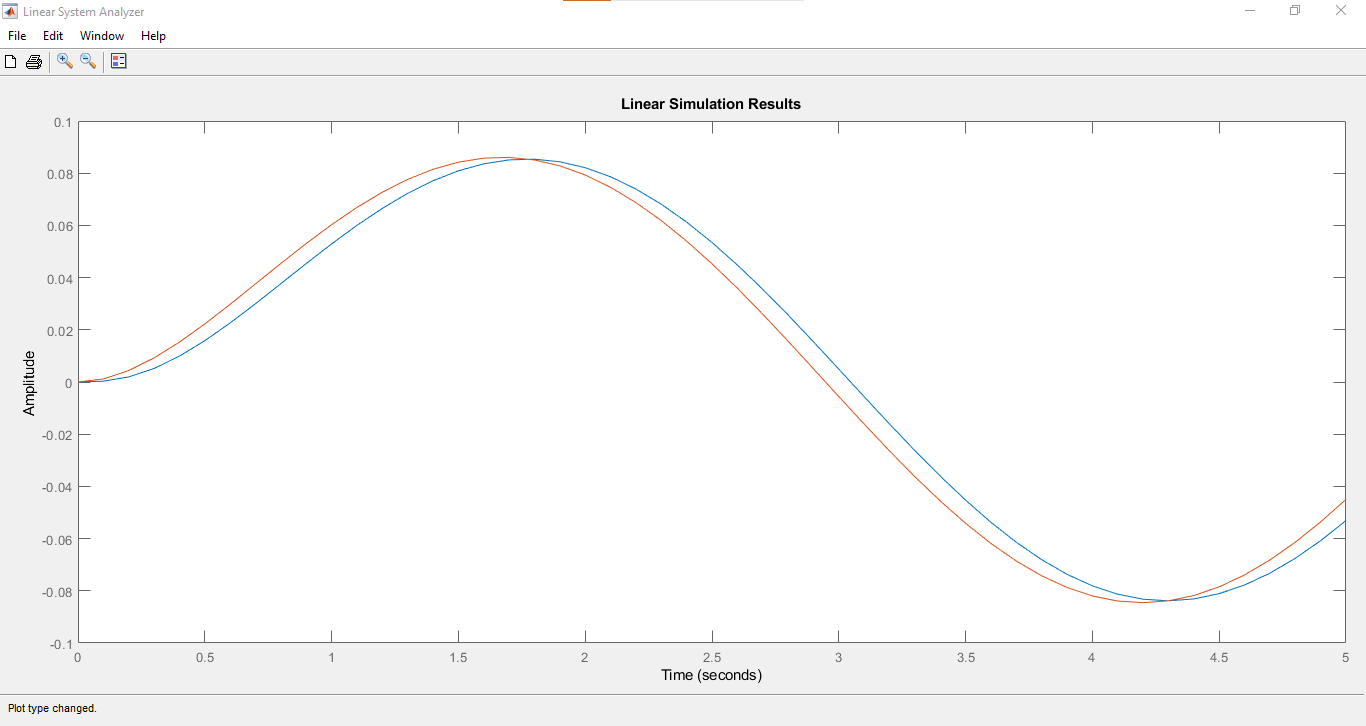 Linear System Analyzer
File Edit Window Help
Linear Simulation Results
0.1
0.08
0.06
0.04
0.02
0
-0.02
-0.04
-0.06
-0.08
-0.1
Amplitude
0 0.5 1 1.5 2 2.5 3 3.5 4 4.5 5
Time (seconds)
Plot type changed.